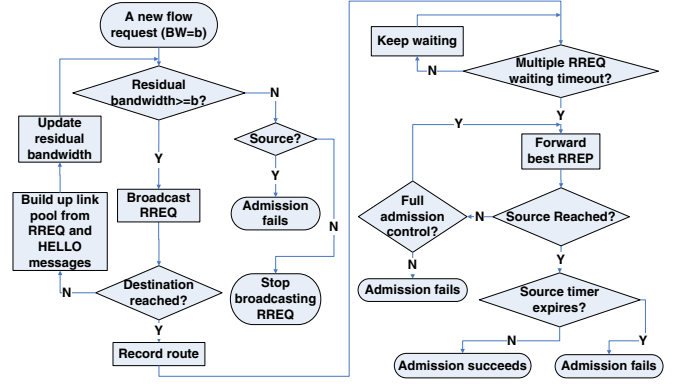 A new flow
request (BW=b)
Residual
bandwidth>=b?
N
Source?
Y
Admission
fails
N
Stop
broadcasting
RREQ
Update
residual
bandwidth
Y
Build up link
pool from
RREQ and
HELLO
messages
Broadcast
RREQ
N
Destination
reached?
Y
Record route
Keep waiting
N
Multiple RREQ
waiting timeout?
Y
Y
Forward
best RREP
Full
admission
control?
N
Source Reached?
N
Admission fails
Y
Source timer
expires?
N
Y
Admission succeeds
Admission fails